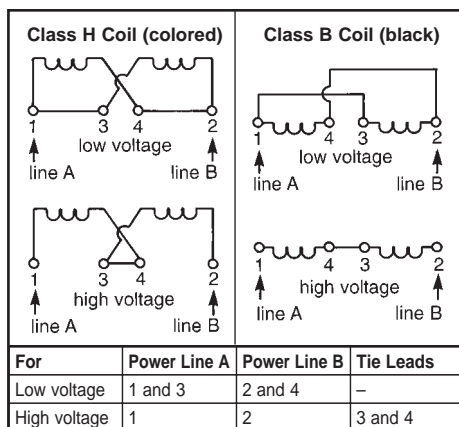 Class H Coil (colored)
1 3 4 2
low voltage
line A line B
1 3 4 2
high voltage
line A line B
Class B Coil (black)
1 4 3 2
low voltage
line A line B
1 4 3 2
high voltage
line A line B
For Power Line A Power Line B Tie Leads
Low voltage 1 and 3 2 and 4 –
High voltage 1 2 3 and 4